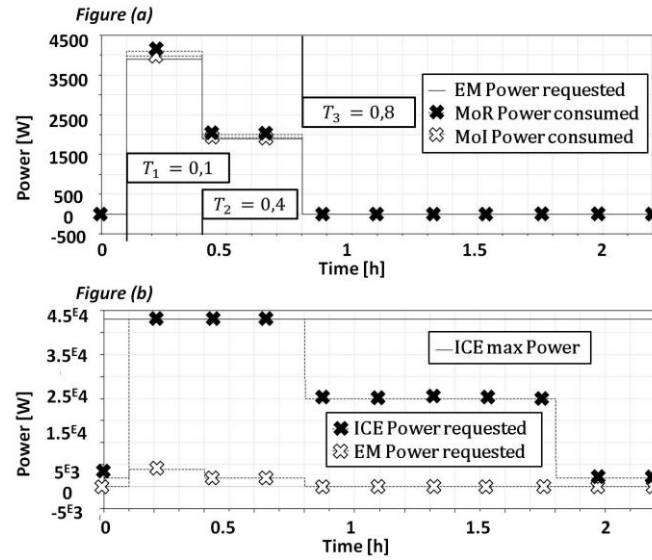 Figure (a)
4500
3500
2500
1500
500
0
-500
Power [W]
EM Power requested
MoR Power consumed
MoI Power consumed
T₁ = 0,1
T₂ = 0,4
T₃ = 0,8
0
0.5
1
1.5
2
Time [h]
Figure (a)
4.5ᴱ4
3.5ᴱ4
2.5ᴱ4
1.5ᴱ4
5ᴱ3
0
-5ᴱ3
Power [W]
ICE max Power
ICE Power requested
EM Power requested
0
0.5
1
1.5
2
Time [h]
Figure (b)